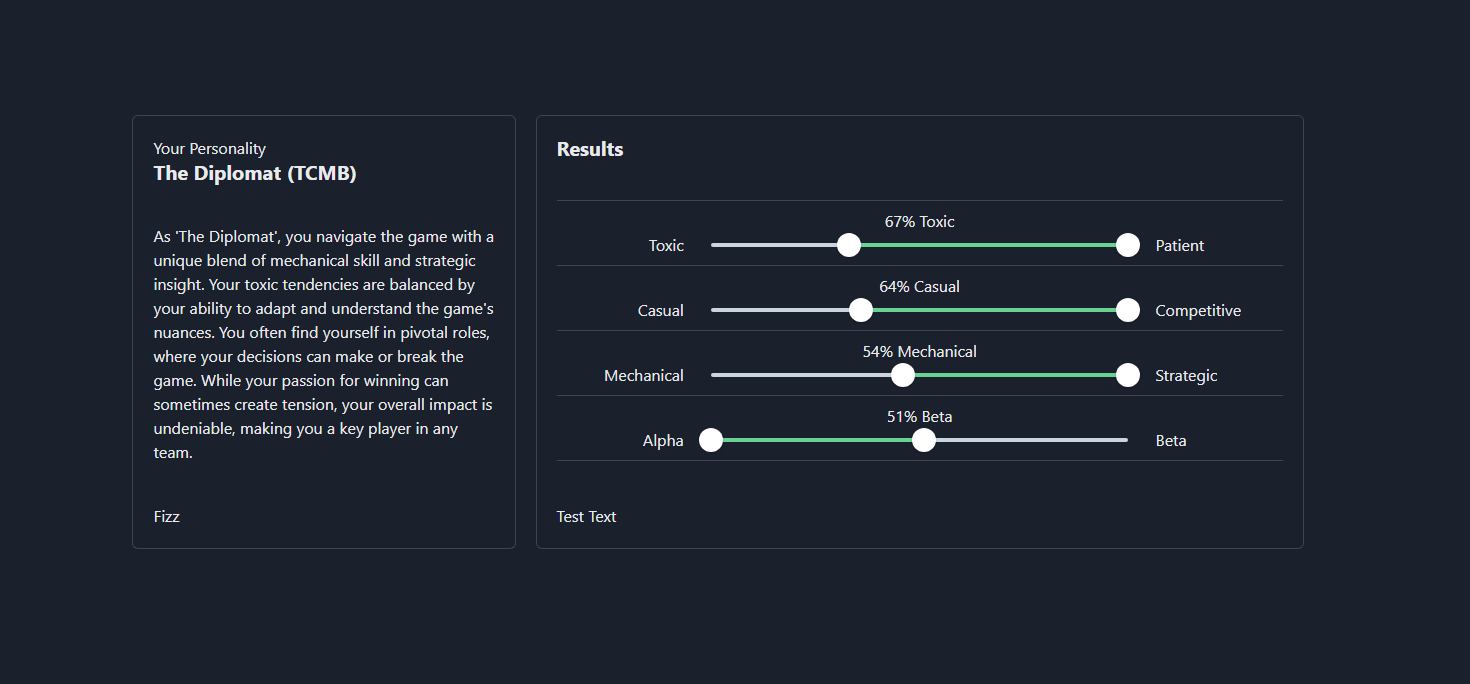 Your Personality
The Diplomat (TCMB)
As 'The Diplomat', you navigate the game with a
unique blend of mechanical skill and strategic
insight. Your toxic tendencies are balanced by
your ability to adapt and understand the game's
nuances. You often find yourself in pivotal roles,
where your decisions can make or break the
game. While your passion for winning can
sometimes create tension, your overall impact is
undeniable, making you a key player in any
team.
Fizz
Results
67% Toxic
Toxic Patient
64% Casual
Casual Competitive
54% Mechanical
Mechanical Strategic
51% Beta
Alpha Beta
Test Text